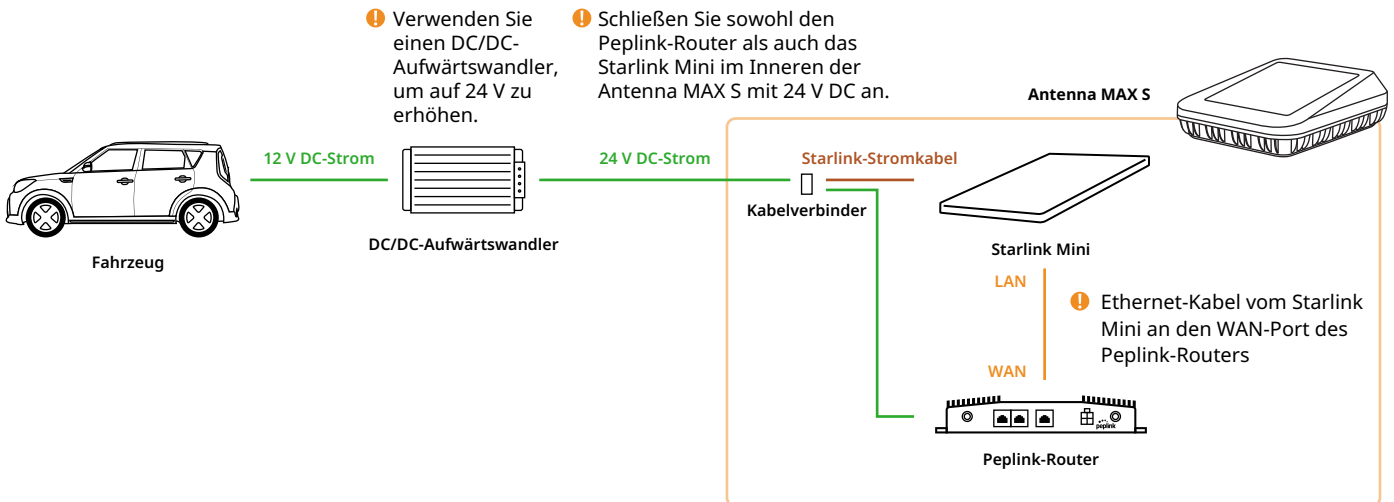 Verwenden Sie
einen DC/DC-
Aufwärtswandler,
um auf 24 V zu
erhöhen.
Schließen Sie sowohl den
Peplink-Router als auch das
Starlink Mini im Inneren der
Antenna MAX S mit 24 V DC an.
Antenna MAX S
12 V DC-Strom
24 V DC-Strom
Starlink-Stromkabel
Kabelverbinder
Fahrzeug
DC/DC-Aufwärtswandler
Starlink Mini
LAN
Ethernet-Kabel vom Starlink
Mini an den WAN-Port des
Peplink-Routers
WAN
peplink
Peplink-Router